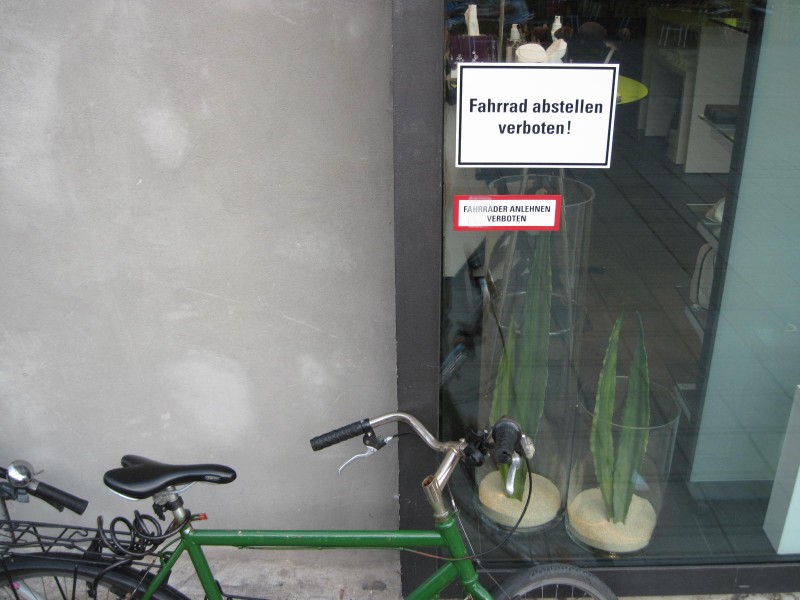 Fahrrad abstellen
verboten!
FAHRRÄDER ANLEHNEN
VERBOTEN